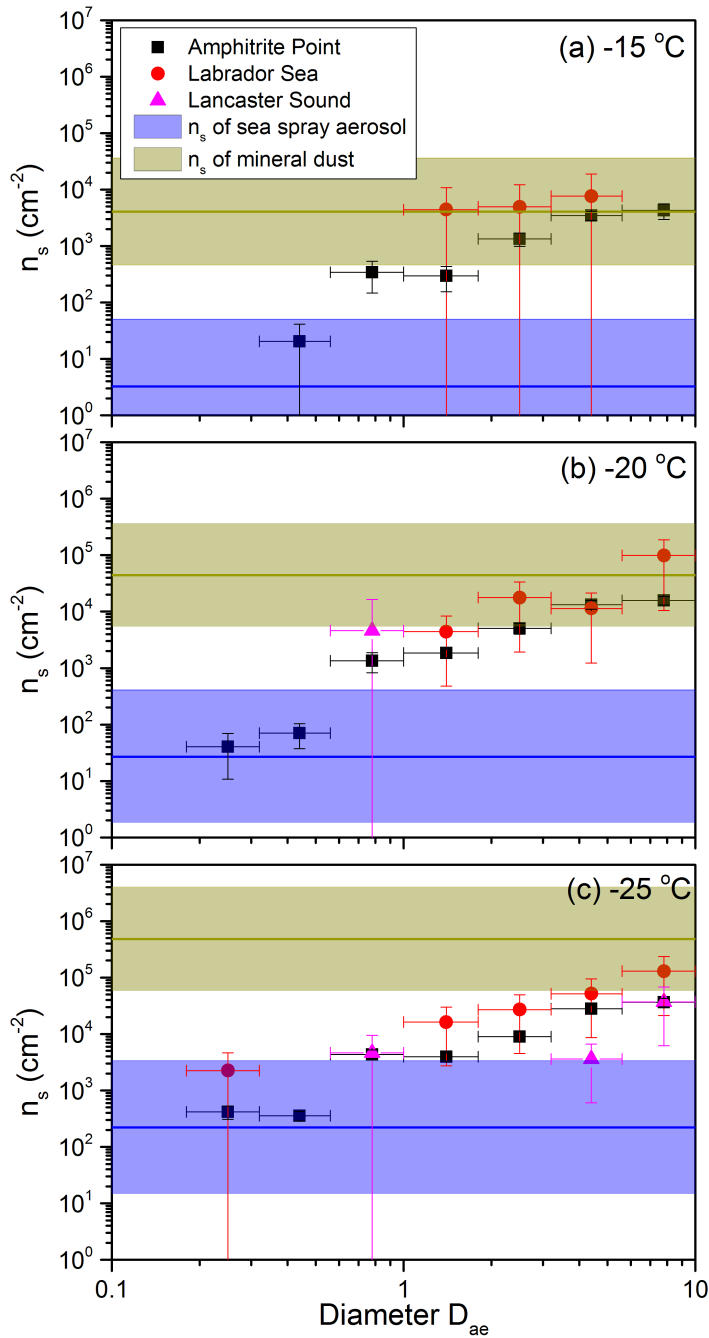 10⁷
(a) -15 °C
Amphitrite Point
Labrador Sea
Lancaster Sound
nₛ of sea spray aerosol
nₛ of mineral dust
10⁶
10⁵
10⁴
10³
10²
10¹
10⁰
nₛ (cm⁻²)
10⁷
(b) -20 °C
10⁶
10⁵
10⁴
10³
10²
10¹
10⁰
nₛ (cm⁻²)
10⁷
(c) -25 °C
10⁶
10⁵
10⁴
10³
10²
10¹
10⁰
nₛ (cm⁻²)
0.1 1 10
Diameter Dₐₑ